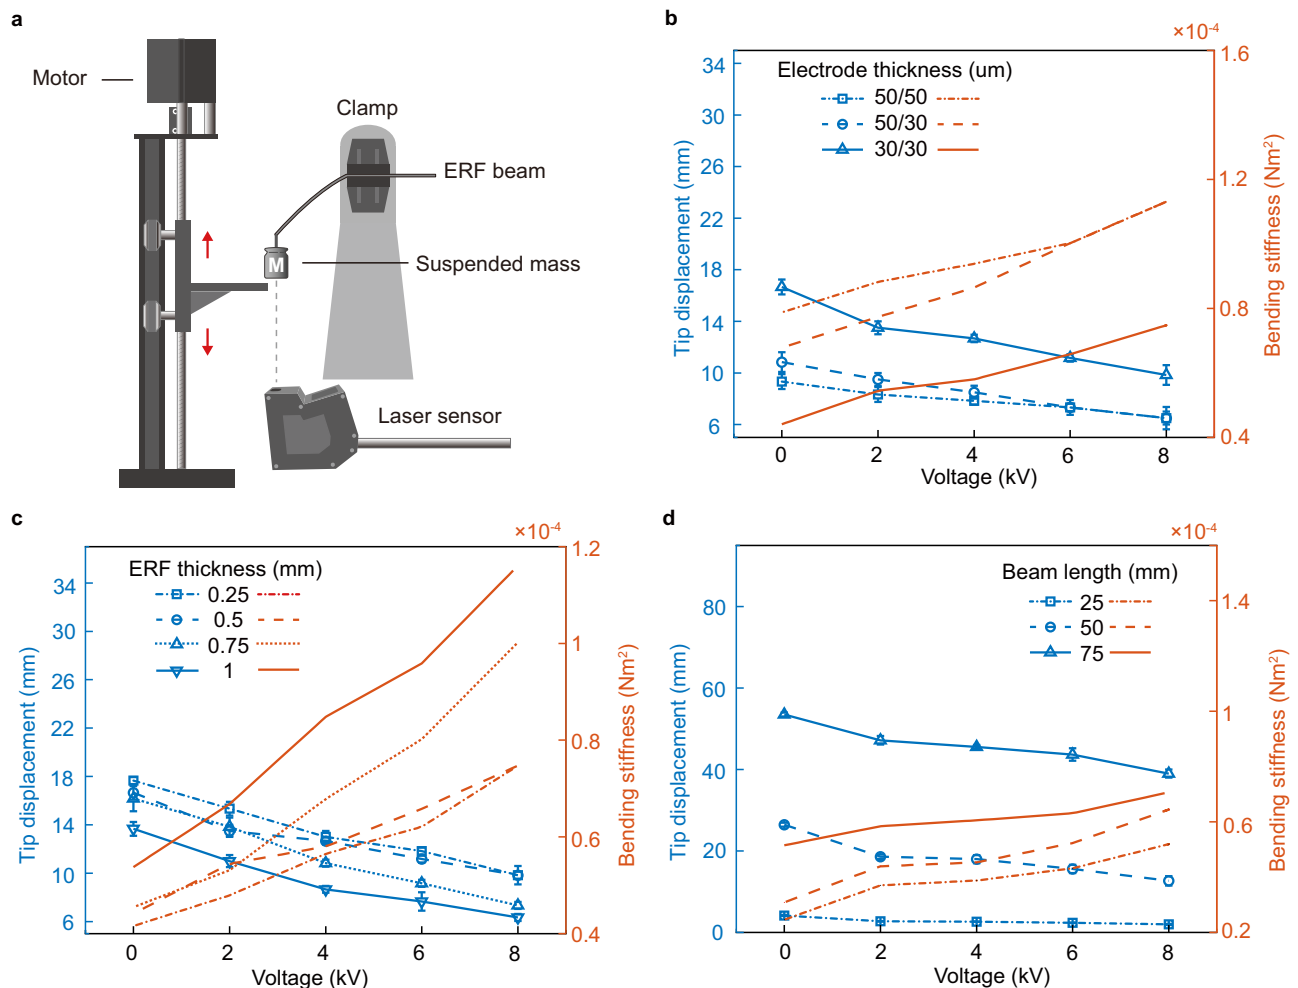 a
Motor
Clamp
ERF beam
M
Suspended mass
Laser sensor
b
×10⁻⁴
Electrode thickness (um)
50/50
50/30
30/30
Tip displacement (mm)
34
30
26
22
18
14
10
6
1.6
1.2
0.8
0.4
Bending stiffness (Nm²)
0 2 4 6 8
Voltage (kV)
c
×10⁻⁴
ERF thickness (mm)
0.25
0.5
0.75
1
Tip displacement (mm)
34
30
26
22
18
14
10
6
1.2
1
0.8
0.6
0.4
Bending stiffness (Nm²)
0 2 4 6 8
Voltage (kV)
d
×10⁻⁴
Beam length (mm)
25
50
75
Tip displacement (mm)
80
60
40
20
0
1.4
1
0.6
0.2
Bending stiffness (Nm²)
0 2 4 6 8
Voltage (kV)